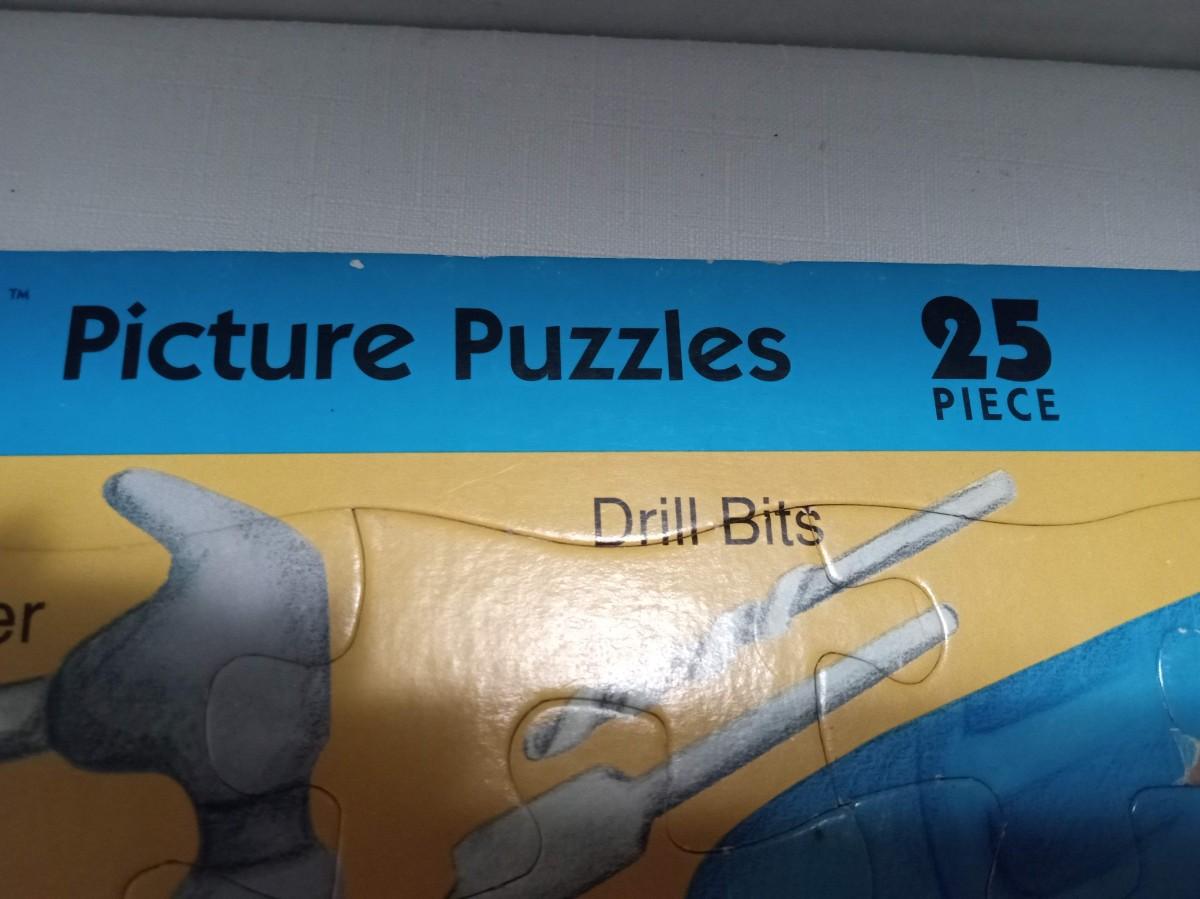 ™ Picture Puzzles
25
PIECE
Drill Bits
er